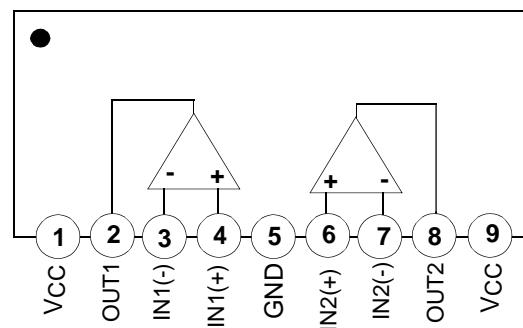 - +
+ -
1 2 3 4 5 6 7 8 9
VCC
OUT1
IN1(-)
IN1(+)
GND
IN2(+)
IN2(-)
OUT2
VCC